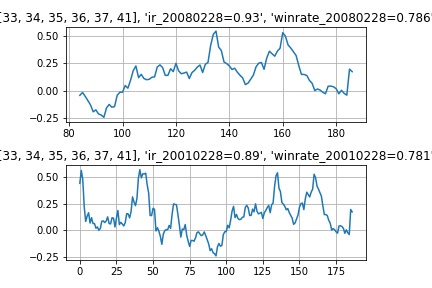 [33, 34, 35, 36, 37, 41], 'ir_20080228=0.93', 'winrate_20080228=0.786'
0.50
0.25
0.00
−0.25
80 100 120 140 160 180
[33, 34, 35, 36, 37, 41], 'ir_20010228=0.89', 'winrate_20010228=0.781'
0.50
0.25
0.00
−0.25
0 25 50 75 100 125 150 175